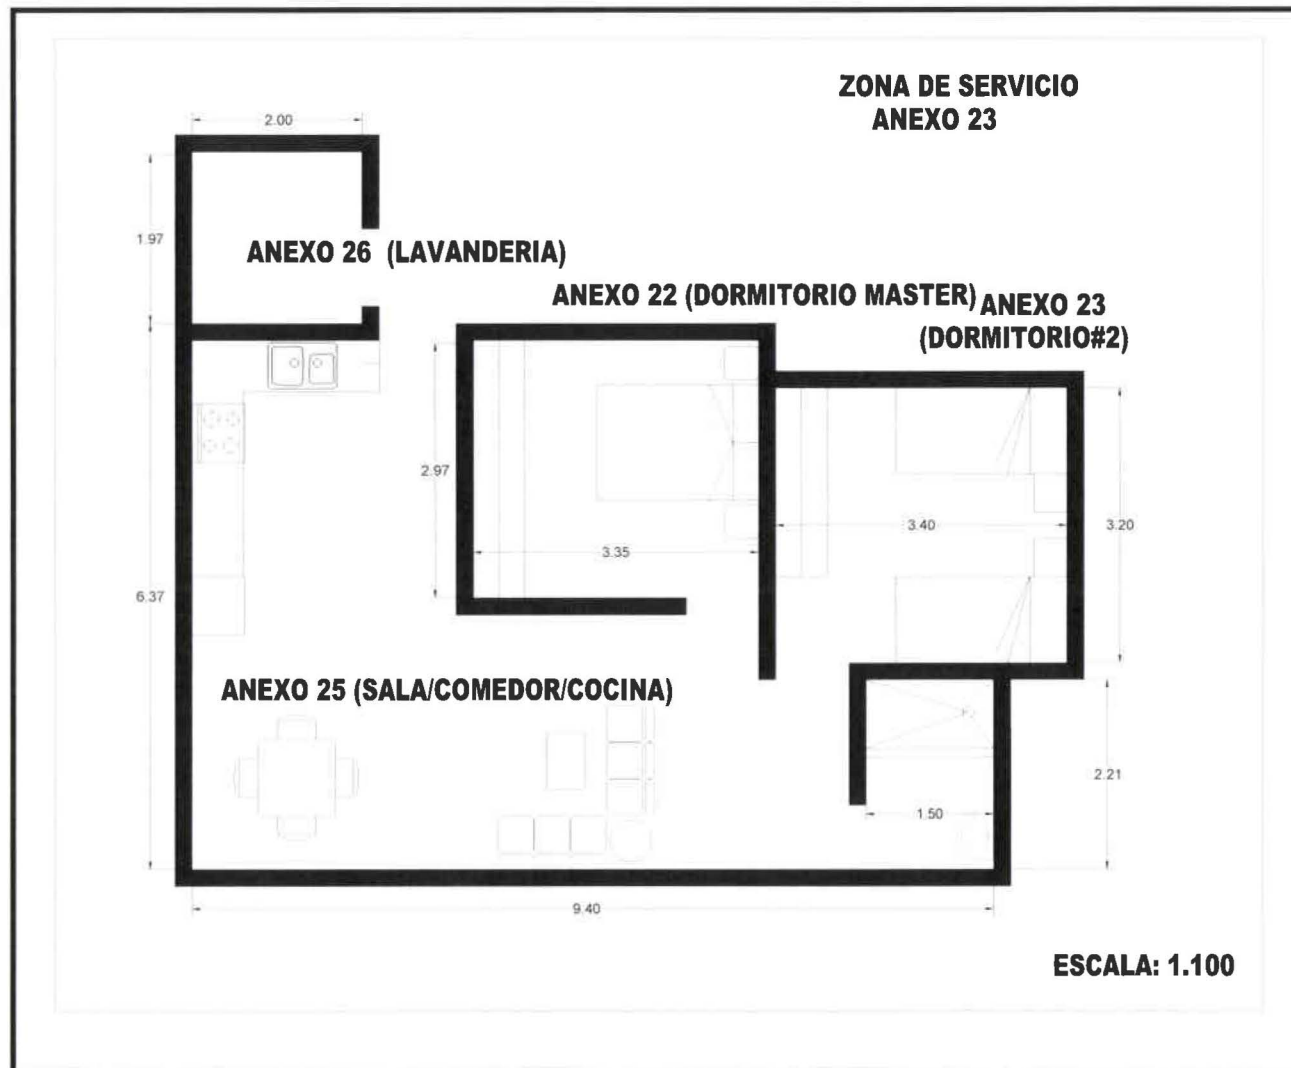 ZONA DE SERVICIO
ANEXO 23
2.00
1.97
ANEXO 26 (LAVANDERIA)
ANEXO 22 (DORMITORIO MASTER)
ANEXO 23
(DORMITORIO#2)
2.97
3.35
3.40
3.20
6.37
ANEXO 25 (SALA/COMEDOR/COCINA)
2.21
1.50
9.40
ESCALA: 1.100